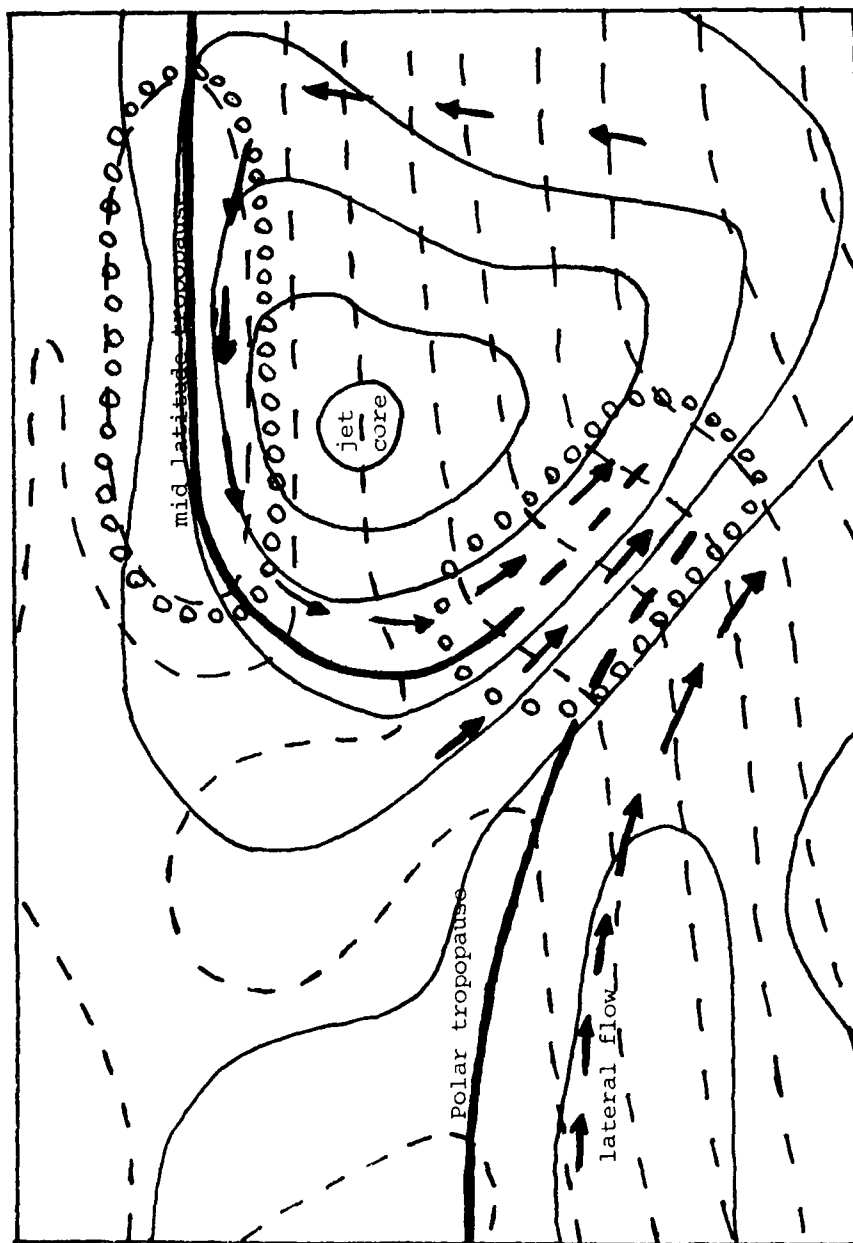 mid latitude tropopause
jet
core
Polar tropopause
lateral flow